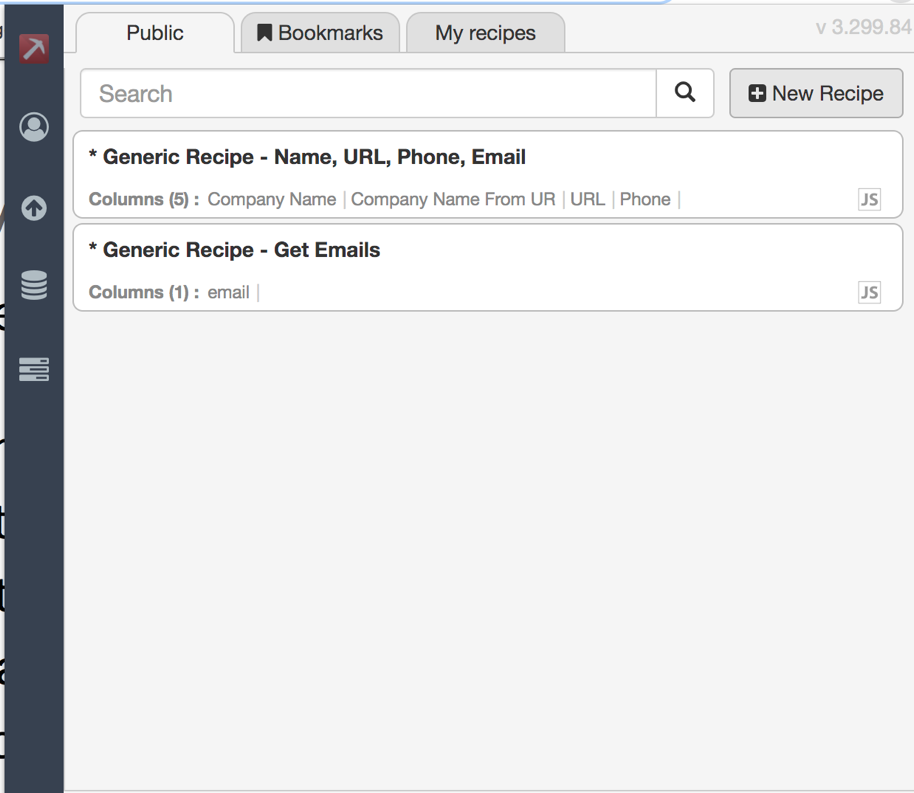 Public
Bookmarks
My recipes
v 3.299.84
Search
New Recipe
* Generic Recipe - Name, URL, Phone, Email
Columns (5) : Company Name | Company Name From UR | URL | Phone |
JS
* Generic Recipe - Get Emails
Columns (1) : email |
JS